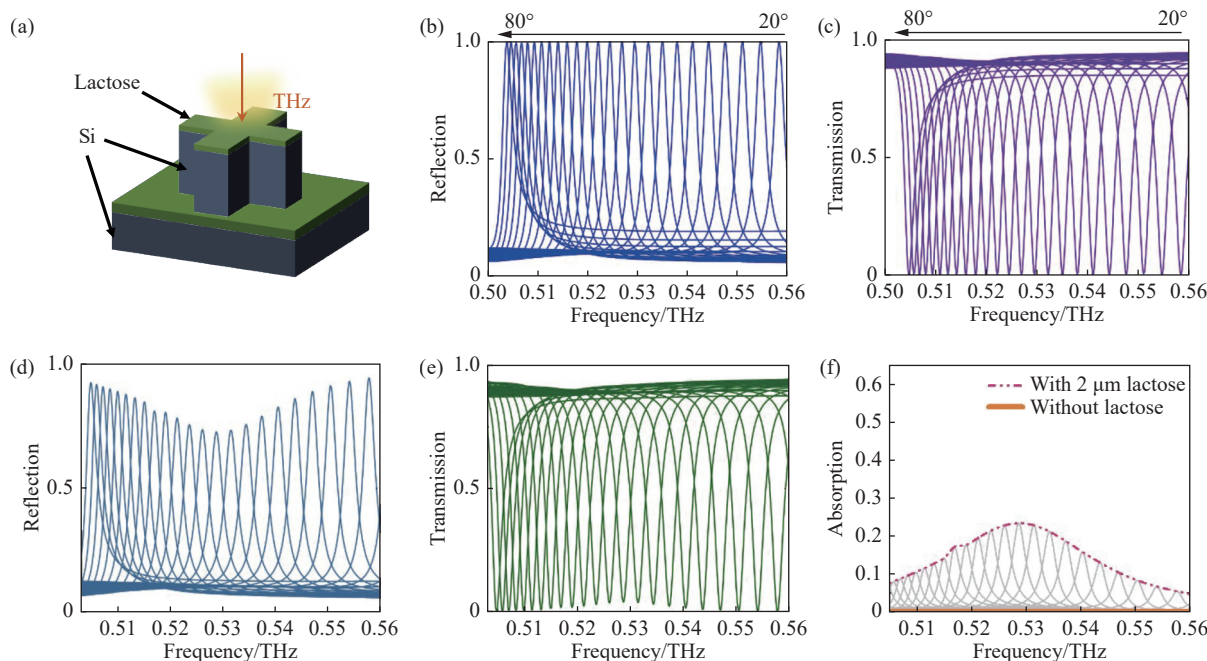 (a)
Lactose
THz
Si
(b)
80°
20°
1.0
0.5
0
Reflection
0.50
0.51
0.52
0.53
0.54
0.55
0.56
Frequency/THz
(c)
80°
20°
1.0
0.5
0
Transmission
0.50
0.51
0.52
0.53
0.54
0.55
0.56
Frequency/THz
(d)
1.0
0.5
0
Reflection
0.51
0.52
0.53
0.54
0.55
0.56
Frequency/THz
(e)
1.0
0.5
0
Transmission
0.50
0.51
0.52
0.53
0.54
0.55
0.56
Frequency/THz
(f)
With 2 μm lactose
Without lactose
0.6
0.5
0.4
0.3
0.2
0.1
0
Absorption
0.51
0.52
0.53
0.54
0.55
0.56
Frequency/THz